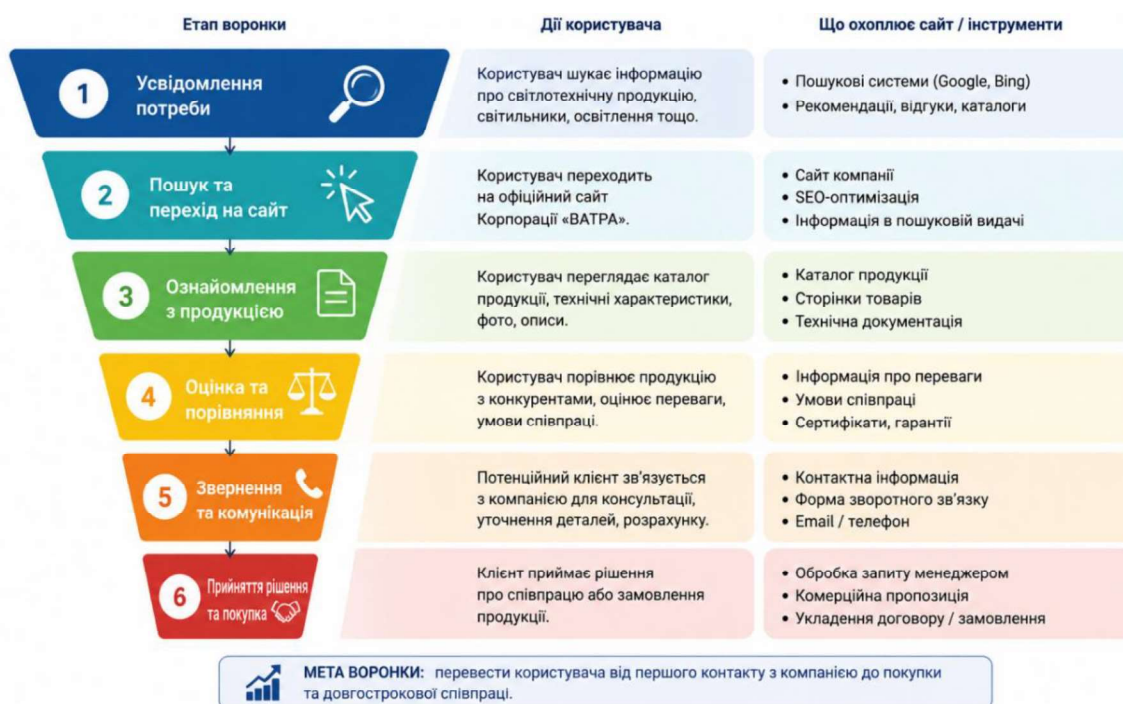 Етап воронки
Дії користувача
Що охоплює сайт / інструменти
1
Усвідомлення
потреби
Користувач шукає інформацію
про світлотехнічну продукцію,
світильники, освітлення тощо.
• Пошукові системи (Google, Bing)
• Рекомендації, відгуки, каталоги
2
Пошук та
перехід на сайт
Користувач переходить
на офіційний сайт
Корпорації «ВАТРА».
• Сайт компанії
• SEO-оптимізація
• Інформація в пошуковій видачі
3
Ознайомлення
з продукцією
Користувач переглядає каталог
продукції, технічні характеристики,
фото, описи.
• Каталог продукції
• Сторінки товарів
• Технічна документація
4
Оцінка та
порівняння
Користувач порівнює продукцію
з конкурентами, оцінює переваги,
умови співпраці.
• Інформація про переваги
• Умови співпраці
• Сертифікати, гарантії
5
Звернення
та комунікація
Потенційний клієнт зв'язується
з компанією для консультації,
уточнення деталей, розрахунку.
• Контактна інформація
• Форма зворотного зв'язку
• Email / телефон
6
Прийняття рішення
та покупка
Клієнт приймає рішення
про співпрацю або замовлення
продукції.
• Обробка запиту менеджером
• Комерційна пропозиція
• Укладення договору / замовлення
МЕТА ВОРОНКИ: перевести користувача від першого контакту з компанією до покупки
та довгострокової співпраці.